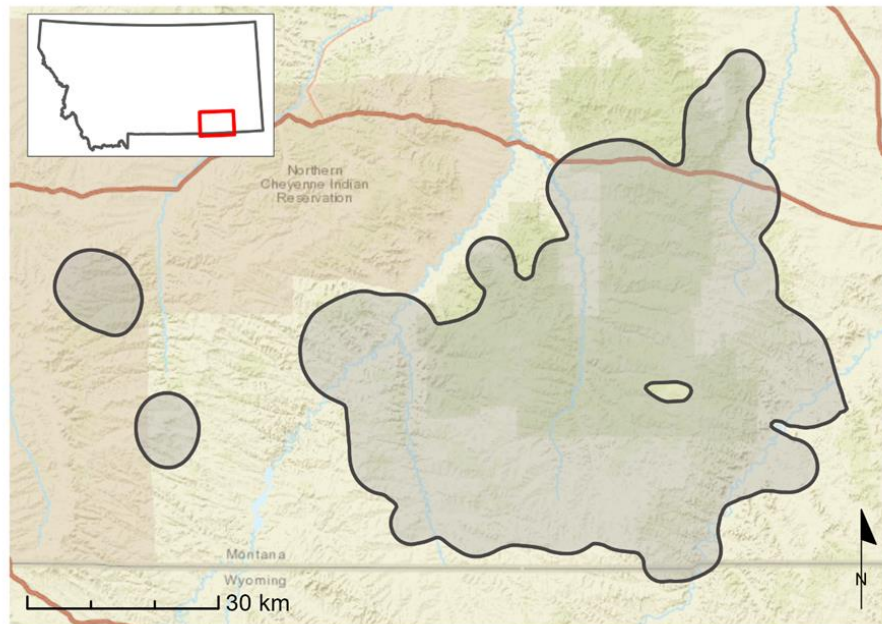 Northern
Cheyenne Indian
Reservation
Montana
Wyoming
30 km
N